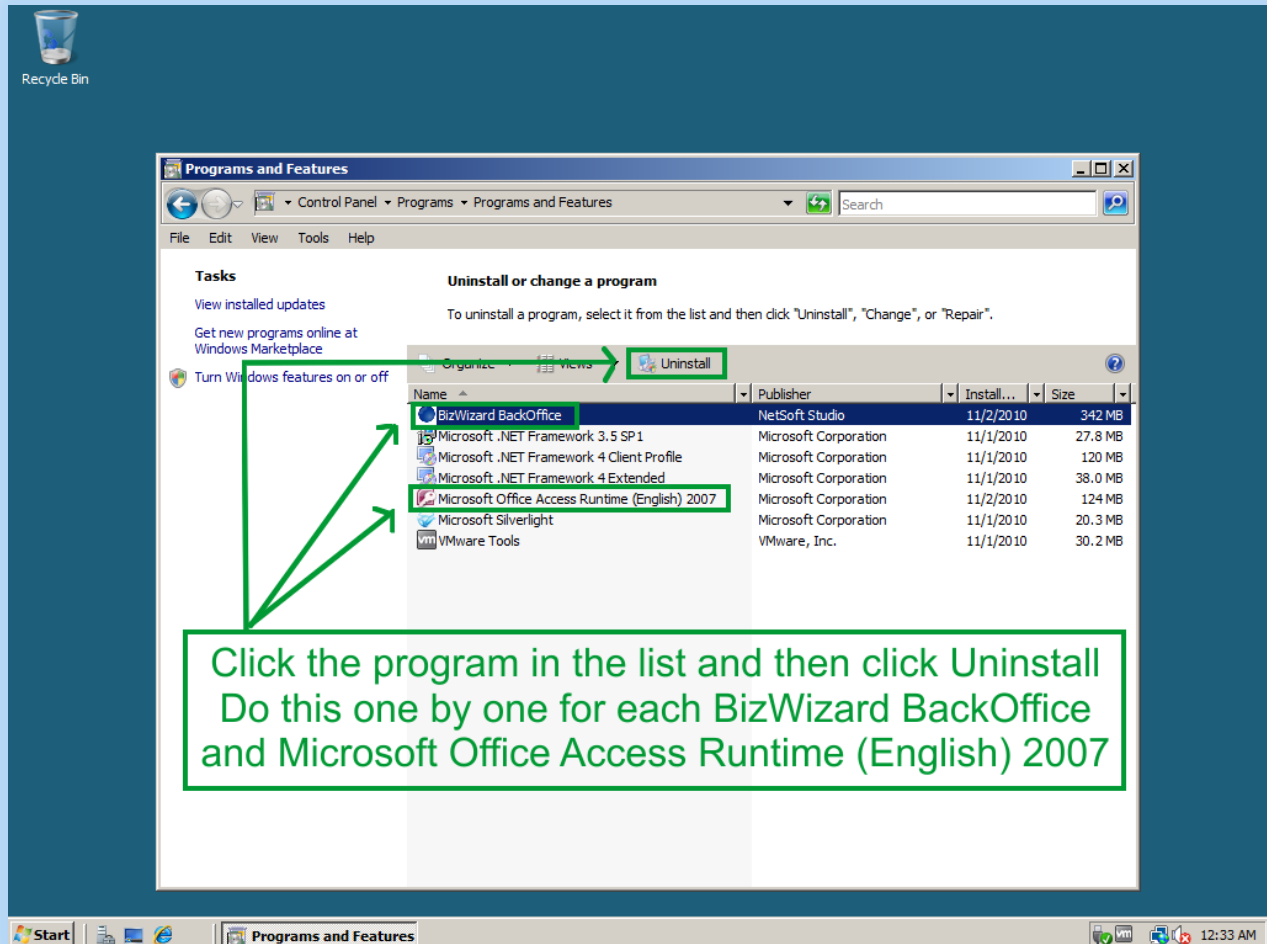 Recycle Bin
Programs and Features
Control Panel Programs Programs and Features
Search
File Edit View Tools Help
Tasks
View installed updates
Get new programs online at
Windows Marketplace
Turn Windows features on or off
Uninstall or change a program
To uninstall a program, select it from the list and then click "Uninstall", "Change", or "Repair".
Organize Views Uninstall
Name Publisher Install... Size
BizWizard BackOffice NetSoft Studio 11/2/2010 342 MB
Microsoft .NET Framework 3.5 SP1 Microsoft Corporation 11/1/2010 27.8 MB
Microsoft .NET Framework 4 Client Profile Microsoft Corporation 11/1/2010 120 MB
Microsoft .NET Framework 4 Extended Microsoft Corporation 11/1/2010 38.0 MB
Microsoft Office Access Runtime (English) 2007 Microsoft Corporation 11/2/2010 124 MB
Microsoft Silverlight Microsoft Corporation 11/1/2010 20.3 MB
vm VMware Tools VMware, Inc. 11/1/2010 30.2 MB
Click the program in the list and then click Uninstall
Do this one by one for each BizWizard BackOffice
and Microsoft Office Access Runtime (English) 2007
Start Programs and Features vm 12:33 AM